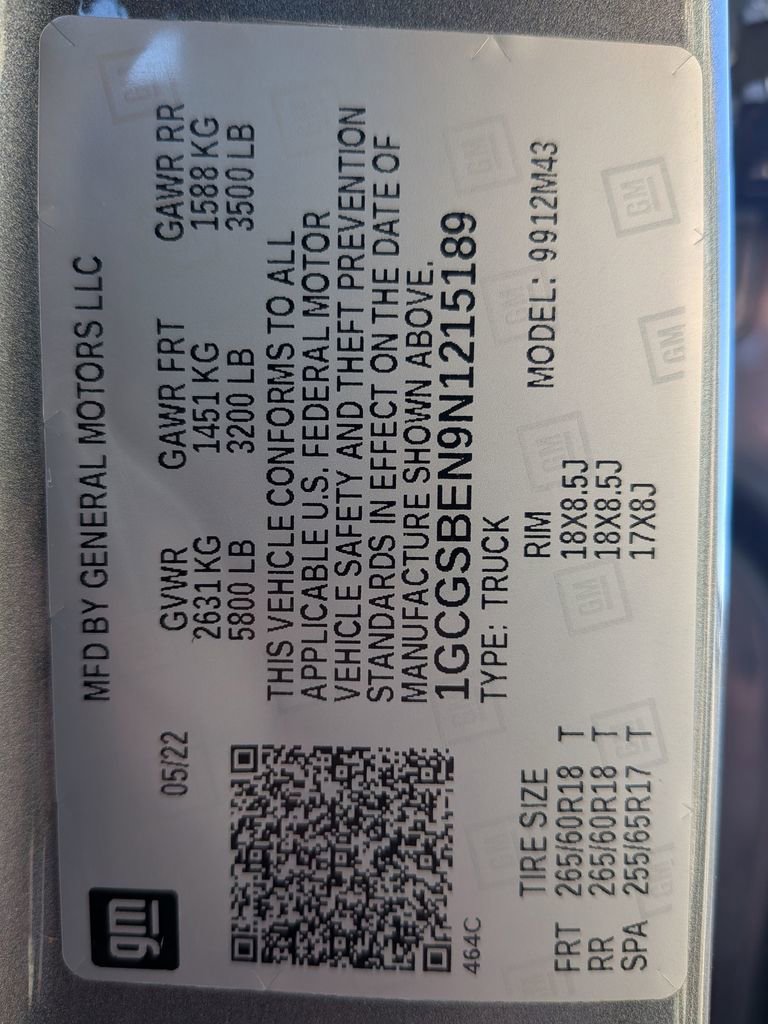 gm
MFD BY GENERAL MOTORS LLC
05/22
GVWR GAWR FRT GAWR RR
2631 KG 1451 KG 1588 KG
5800 LB 3200 LB 3500 LB
THIS VEHICLE CONFORMS TO ALL
APPLICABLE U.S. FEDERAL MOTOR
VEHICLE SAFETY AND THEFT PREVENTION
STANDARDS IN EFFECT ON THE DATE OF
MANUFACTURE SHOWN ABOVE.
1GCGSBEN9N1215189
464C
TYPE: TRUCK
TIRE SIZE RIM MODEL: 9912M43
FRT 265/60R18 T 18X8.5J
RR 265/60R18 T 18X8.5J
SPA 255/65R17 T 17X8J